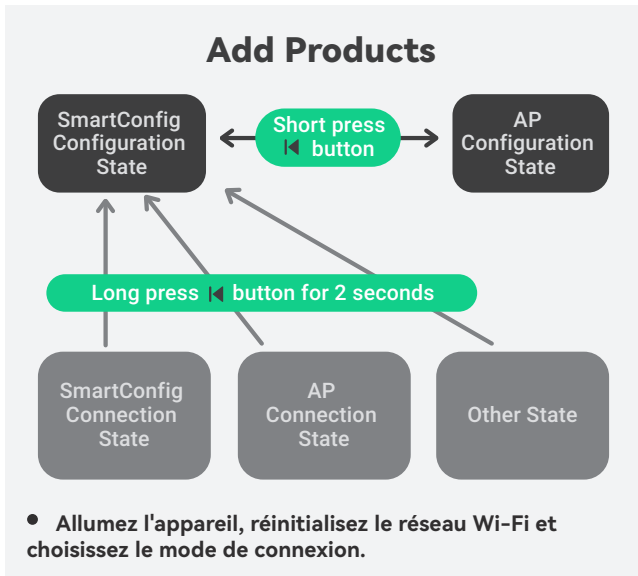 Add Products
SmartConfig
Configuration
State
Short press
button
AP
Configuration
State
Long press button for 2 seconds
SmartConfig
Connection
State
AP
Connection
State
Other State
Allumez l'appareil, réinitialisez le réseau Wi-Fi et
choisissez le mode de connexion.